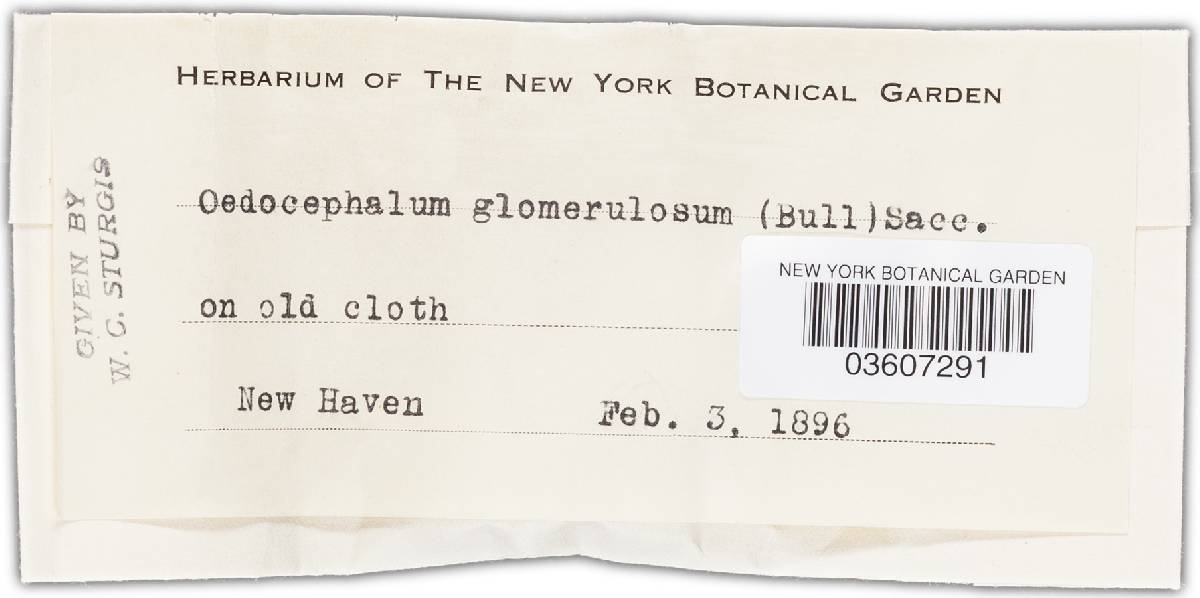 HERBARIUM OF THE NEW YORK BOTANICAL GARDEN
GIVEN BY
W. C. STURGIS
Oedocephalum glomerulosum (Bull)Sacc.
on old cloth
New Haven Feb. 3, 1896
NEW YORK BOTANICAL GARDEN
03607291